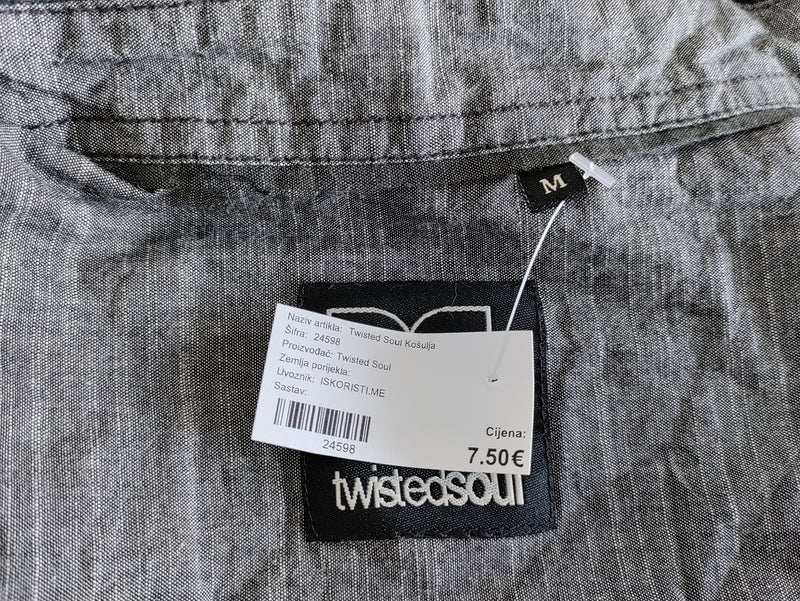 M
Naziv artikla: Twisted Soul Košulja
Šifra: 24598
Proizvođač: Twisted Soul
Zemlja porijekla:
Uvoznik: ISKORISTI.ME
Sastav:
24598
Cijena:
7.50€
twistedsoul